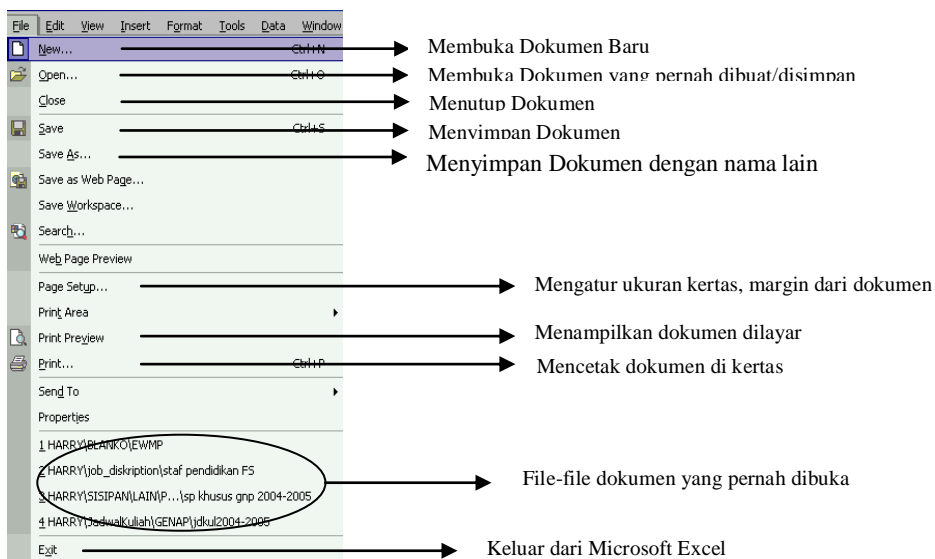 File Edit View Insert Format Tools Data Window
New... Ctrl+N Membuka Dokumen Baru
Open... Ctrl+O Membuka Dokumen yang pernah dibuat/disimpan
Close Menutup Dokumen
Save Ctrl+S Menyimpan Dokumen
Save As... Menyimpan Dokumen dengan nama lain
Save as Web Page...
Save Workspace...
Search...
Web Page Preview
Page Setup... Mengatur ukuran kertas, margin dari dokumen
Print Area
Print Preview Menampilkan dokumen dilayar
Print... Ctrl+P Mencetak dokumen di kertas
Send To
Properties
1 HARRY\BLANKO\EWMP
2 HARRY\job_diskription\staf pendidikan FS
File-file dokumen yang pernah dibuka
3 HARRY\SISIPAN\LAIN\P...\sp khusus gnp 2004-2005
4 HARRY\JadwalKuliah\GENAP\jdkul2004-2005
Exit Keluar dari Microsoft Excel